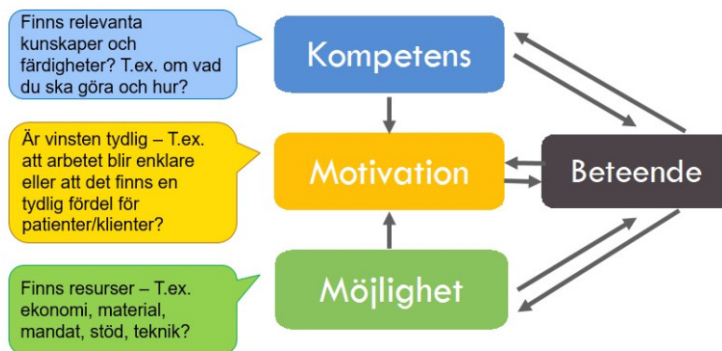 Finns relevanta
kunskaper och
färdigheter? T.ex. om vad
du ska göra och hur?
Kompetens
Är vinsten tydlig – T.ex.
att arbetet blir enklare
eller att det finns en
tydlig fördel för
patienter/klienter?
Motivation
Beteende
Finns resurser – T.ex.
ekonomi, material,
mandat, stöd, teknik?
Möjlighet